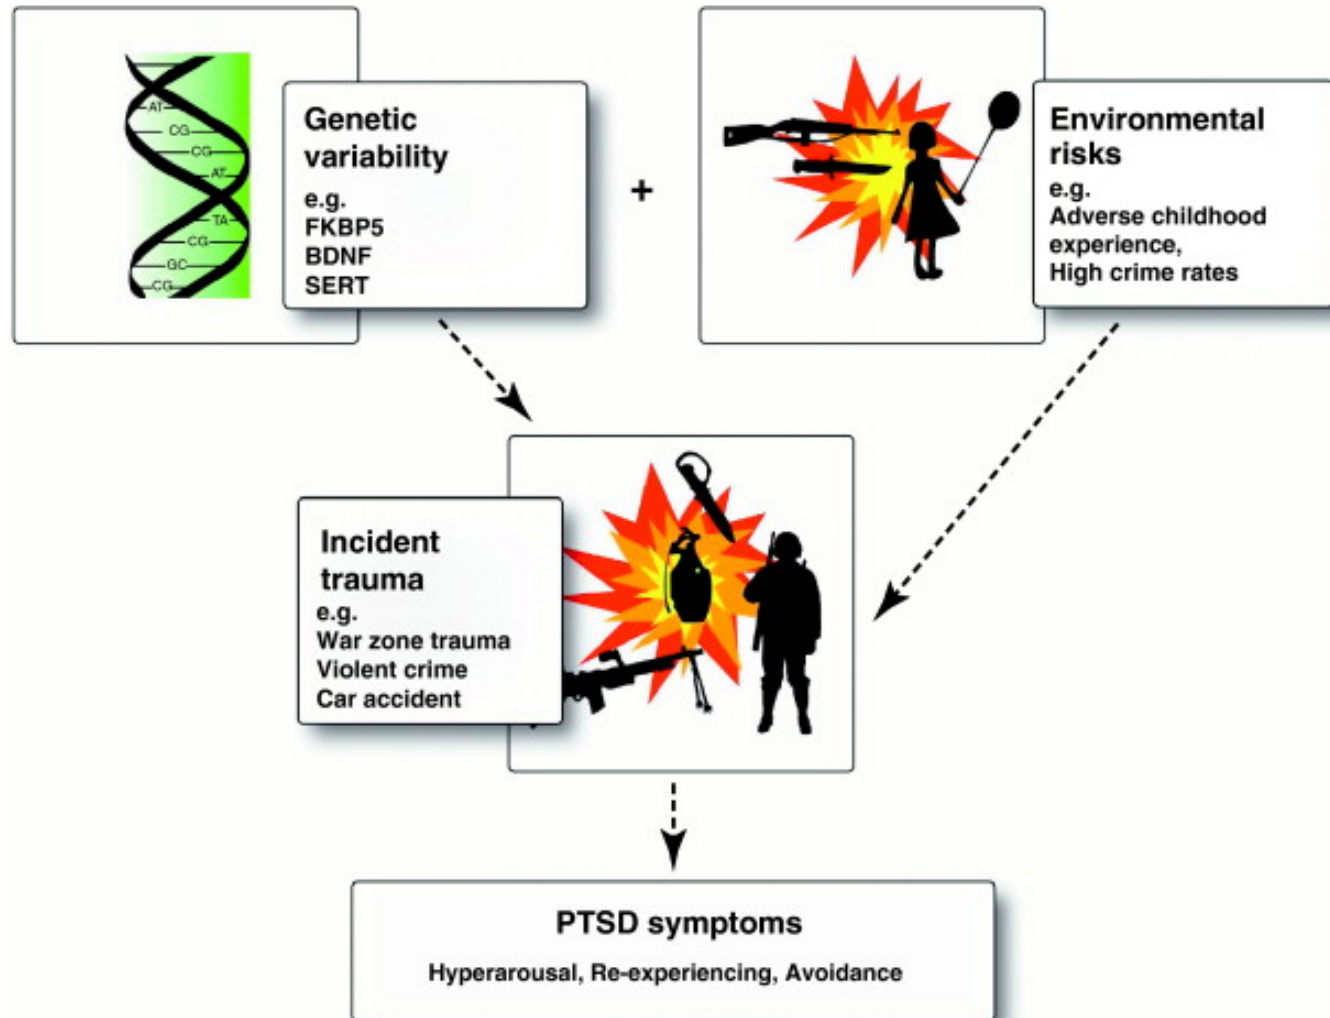 AT
CG
CG
AT
TA
CG
GC
CG
Genetic
variability
e.g.
FKBP5
BDNF
SERT
+
Environmental
risks
e.g.
Adverse childhood
experience,
High crime rates
Incident
trauma
e.g.
War zone trauma
Violent crime
Car accident
PTSD symptoms
Hyperarousal, Re-experiencing, Avoidance